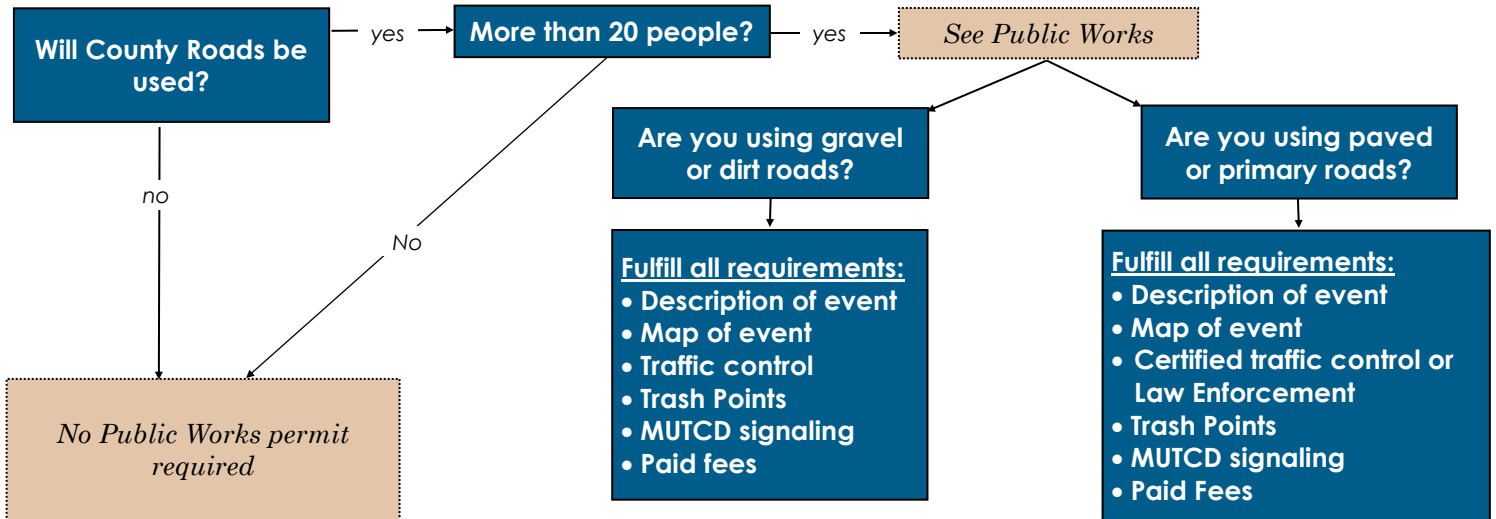 Will County Roads be
used?
yes
More than 20 people?
yes
See Public Works
no
No
No Public Works permit
required
Are you using gravel
or dirt roads?
Are you using paved
or primary roads?
Fulfill all requirements:
• Description of event
• Map of event
• Traffic control
• Trash Points
• MUTCD signaling
• Paid fees
Fulfill all requirements:
• Description of event
• Map of event
• Certified traffic control or
Law Enforcement
• Trash Points
• MUTCD signaling
• Paid Fees